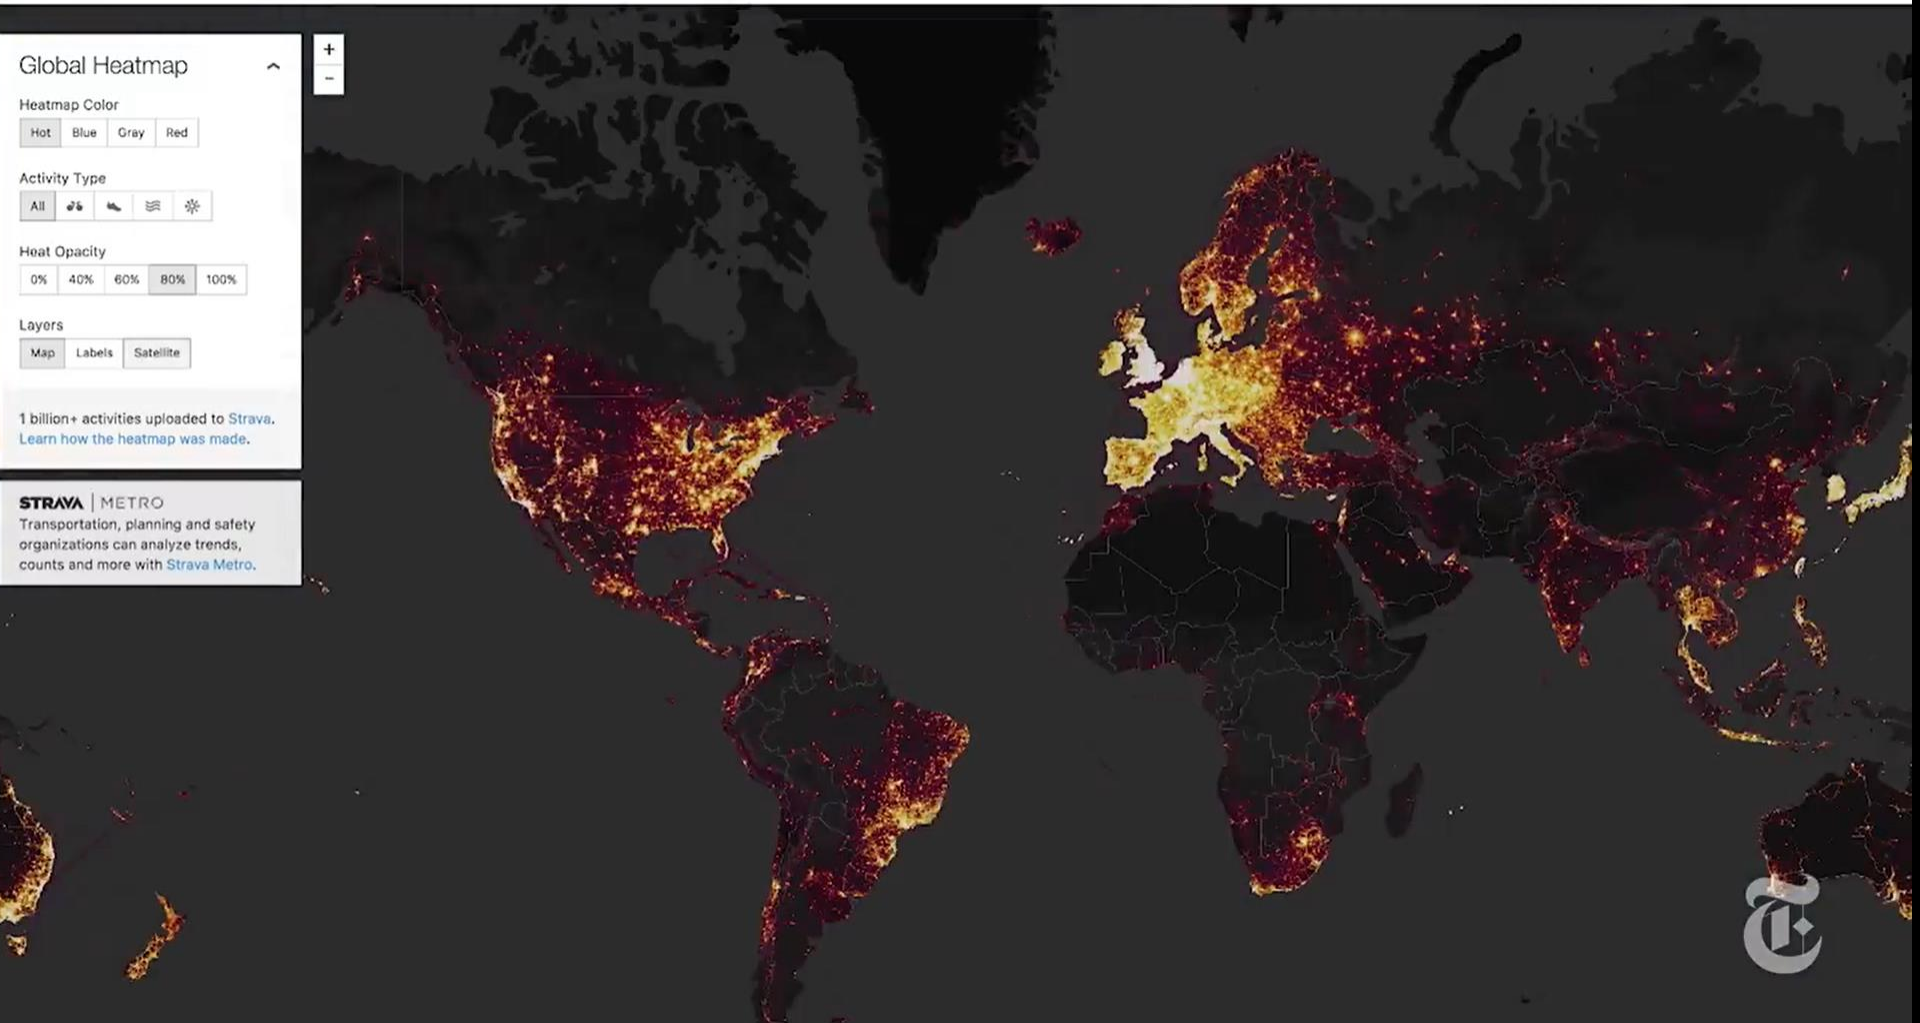 Global Heatmap
+
-
Heatmap Color
Hot Blue Gray Red
Activity Type
All
Heat Opacity
0% 40% 60% 80% 100%
Layers
Map Labels Satellite
1 billion+ activities uploaded to Strava.
Learn how the heatmap was made.
STRAVA | METRO
Transportation, planning and safety
organizations can analyze trends,
counts and more with Strava Metro.
T